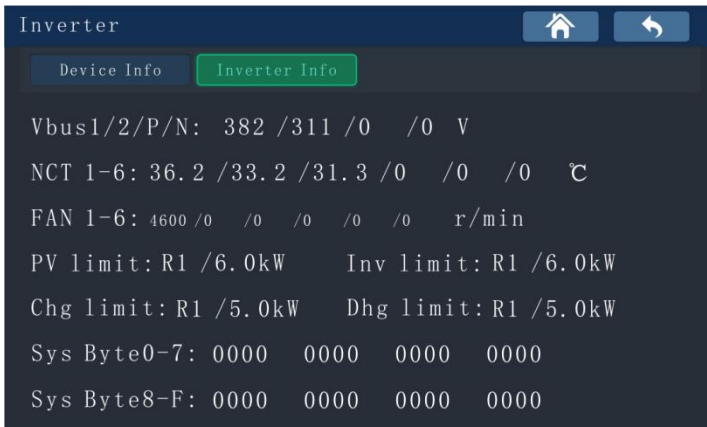 Inverter
Device Info Inverter Info
Vbus1/2/P/N: 382 /311 /0 /0 V
NCT 1-6: 36.2 /33.2 /31.3 /0 /0 /0 ℃
FAN 1-6: 4600 /0 /0 /0 /0 /0 r/min
PV limit: R1 /6.0kW Inv limit: R1 /6.0kW
Chg limit: R1 /5.0kW Dhg limit: R1 /5.0kW
Sys Byte0-7: 0000 0000 0000 0000
Sys Byte8-F: 0000 0000 0000 0000